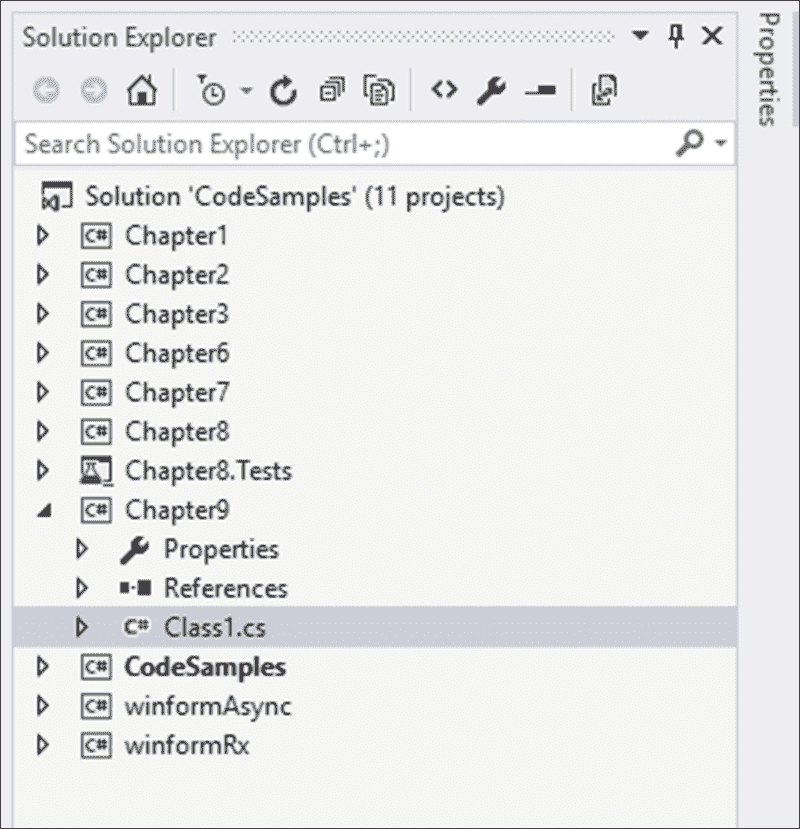 Solution Explorer
Search Solution Explorer (Ctrl+;)
Solution 'CodeSamples' (11 projects)
C# Chapter1
C# Chapter2
C# Chapter3
C# Chapter6
C# Chapter7
C# Chapter8
Chapter8.Tests
C# Chapter9
Properties
References
C# Class1.cs
C# CodeSamples
C# winformAsync
C# winformRx
Properties